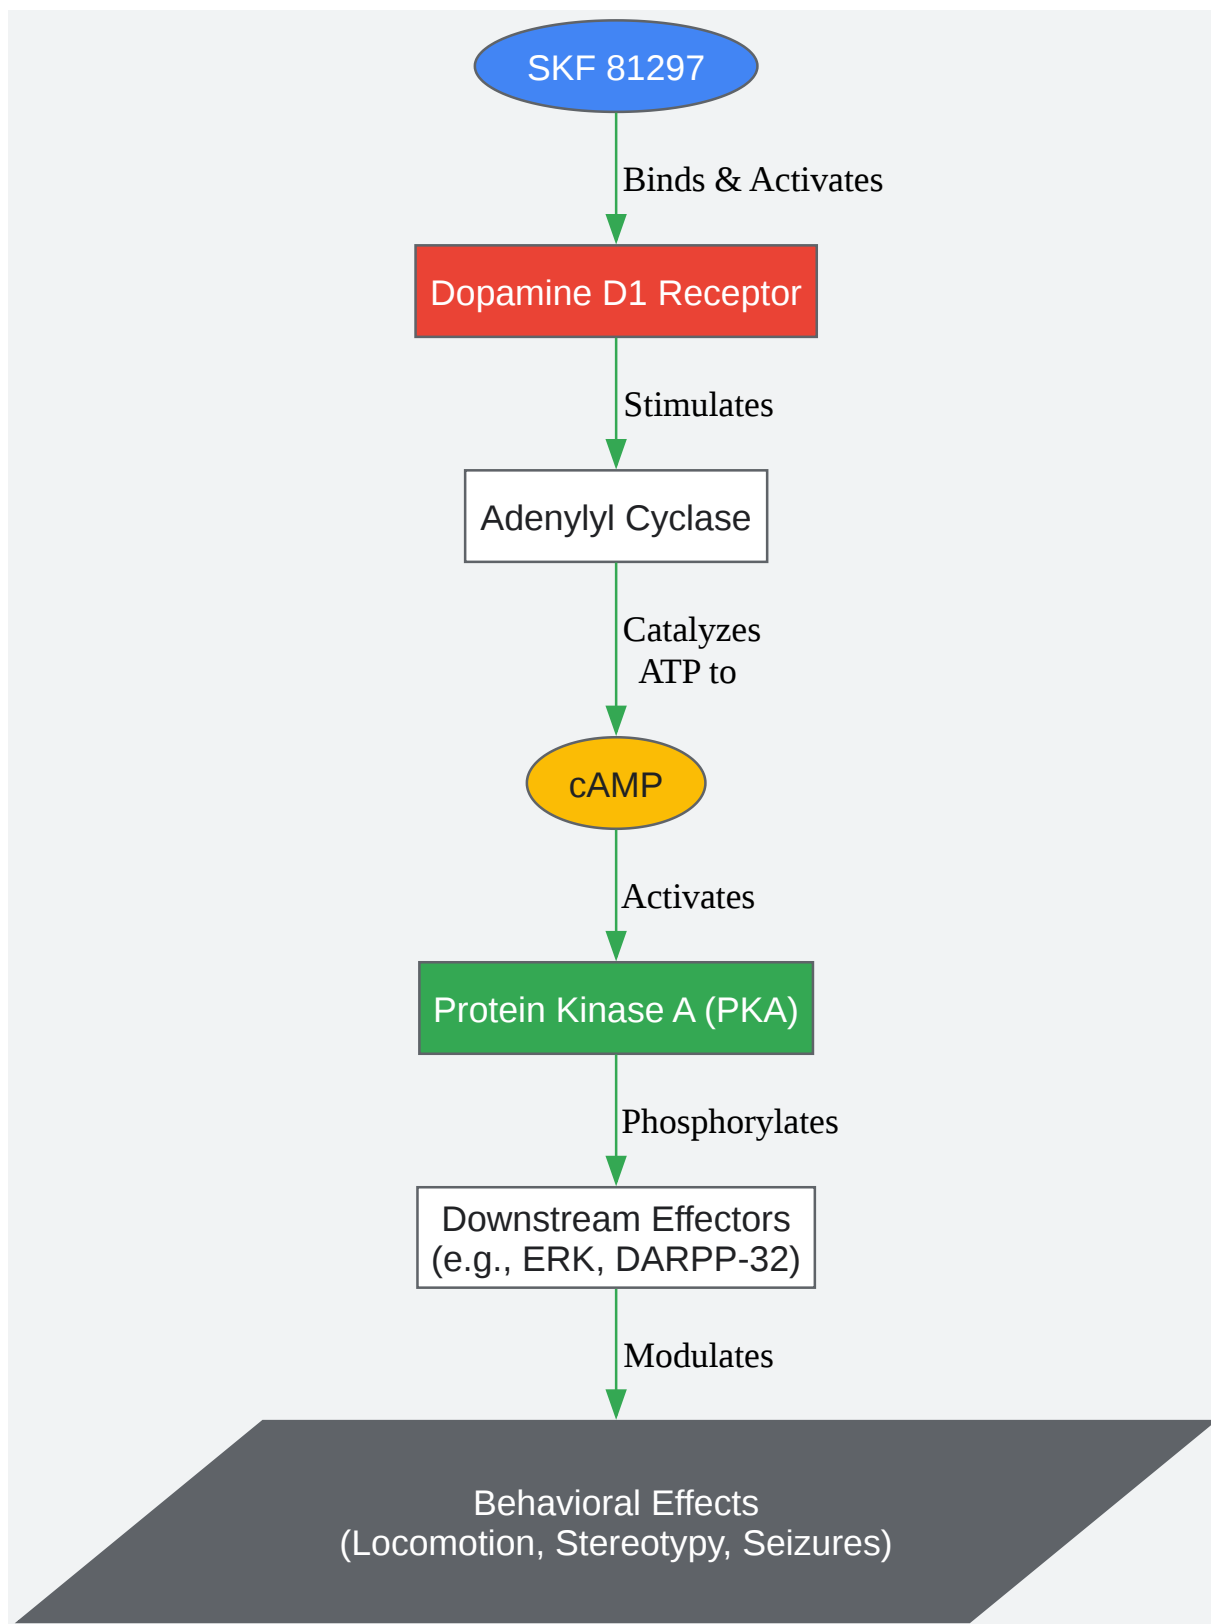 SKF 81297
Binds & Activates
Dopamine D1 Receptor
Stimulates
Adenylyl Cyclase
Catalyzes
ATP to
cAMP
Activates
Protein Kinase A (PKA)
Phosphorylates
Downstream Effectors
(e.g., ERK, DARPP-32)
Modulates
Behavioral Effects
(Locomotion, Stereotypy, Seizures)